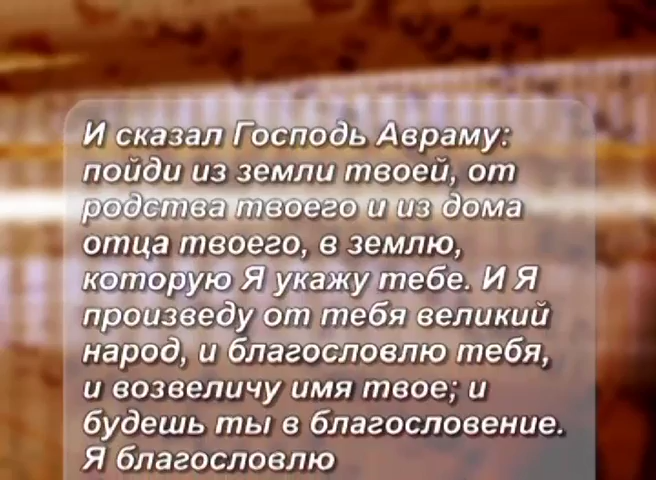 И сказал Господь Авраму:
пойди из земли твоей, от
родства твоего и из дома
отца твоего, в землю,
которую Я укажу тебе. И Я
произведу от тебя великий
народ, и благословлю тебя,
и возвеличу имя твое; и
будешь ты в благословение.
Я благословлю